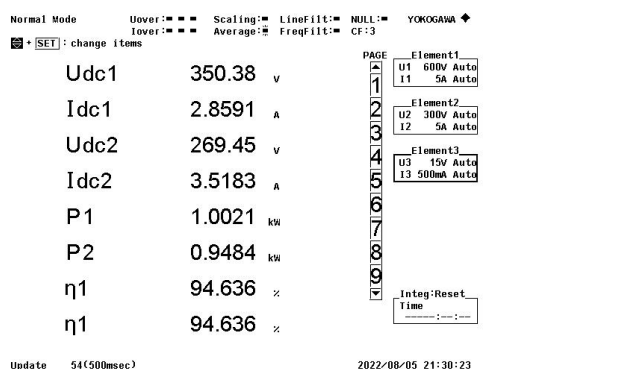 Normal Mode Uover: Scaling: LineFilt: NULL: YOKOGAWA
Iover: Average: FreqFilt: CF:3
+ SET : change items
PAGE
Udc1 350.38 V
Idc1 2.8591 A
Udc2 269.45 V
Idc2 3.5183 A
P1 1.0021 kW
P2 0.9484 kW
η1 94.636 %
η1 94.636 %
1
2
3
4
5
6
7
8
9
Element1
U1 600V Auto
I1 5A Auto
Element2
U2 300V Auto
I2 5A Auto
Element3
U3 15V Auto
I3 500mA Auto
Integ:Reset
Time
-----:--:--
Update 54(500msec) 2022/08/05 21:30:23